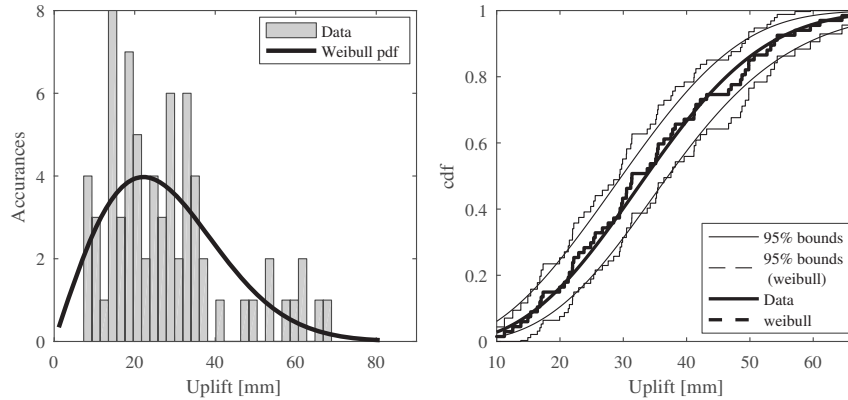 8
6
4
2
0
Accurances
0
20
40
60
80
Uplift [mm]
Data
Weibull pdf
1
0.8
0.6
0.4
0.2
0
cdf
10
20
30
40
50
60
Uplift [mm]
95% bounds
95% bounds
(weibull)
Data
weibull